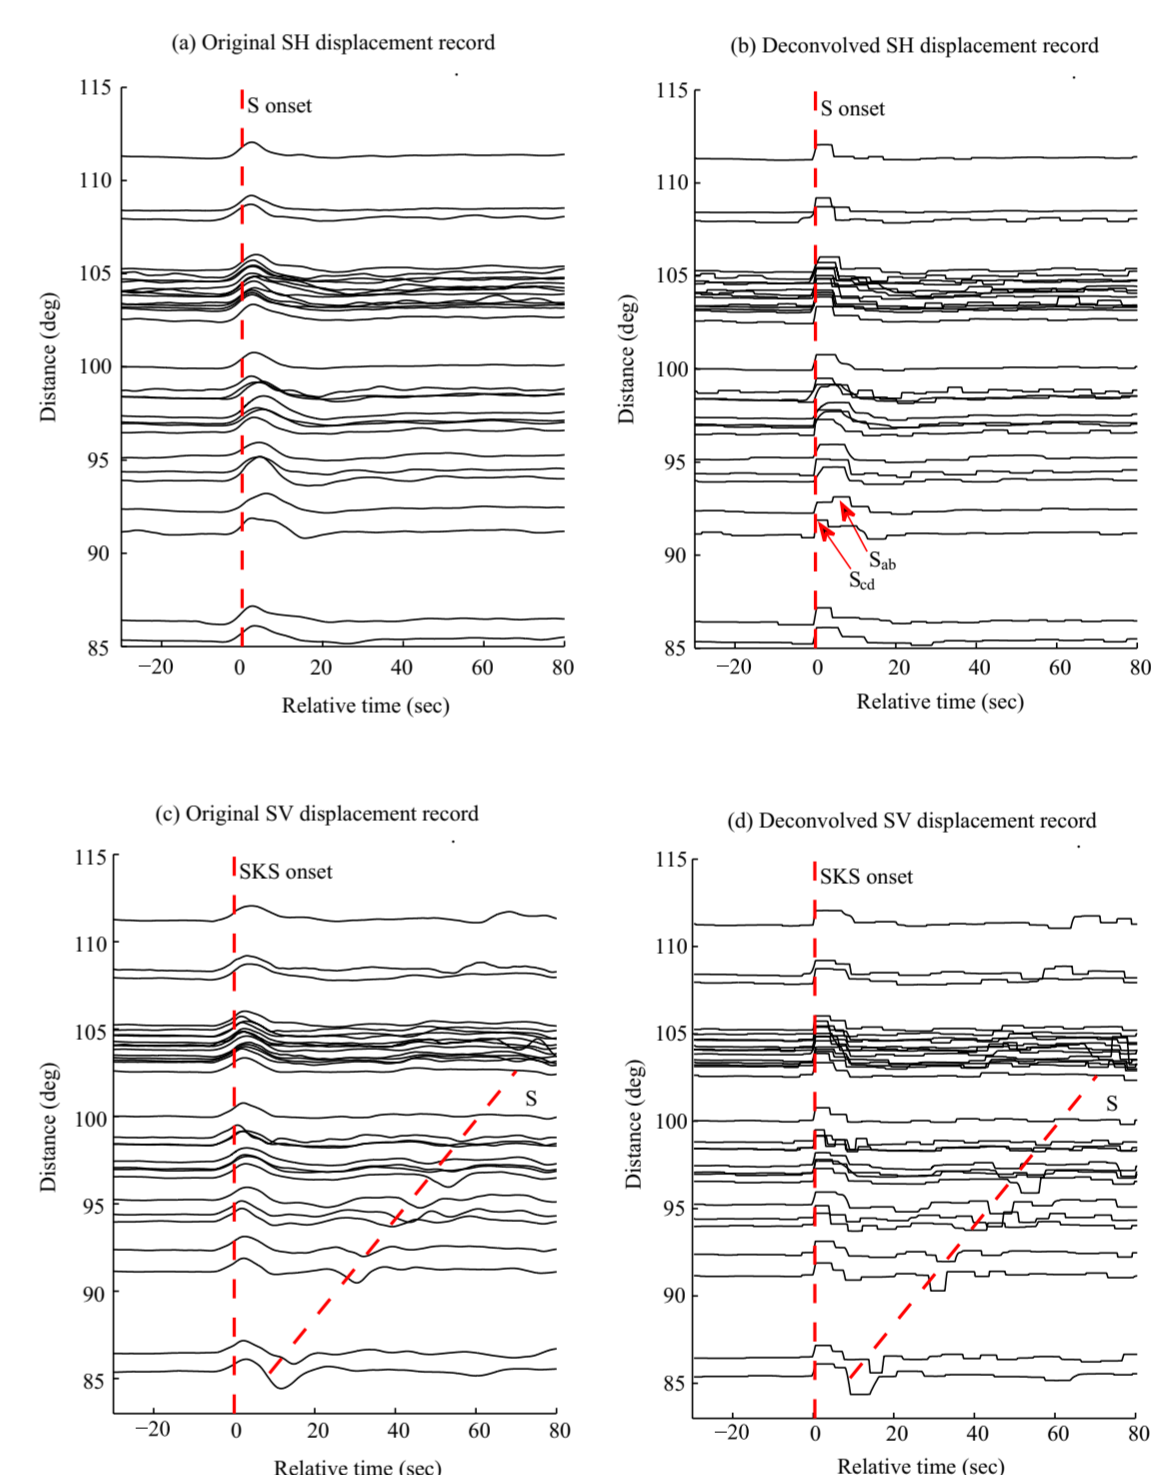 (a) Original SH displacement record
(b) Deconvolved SH displacement record
115
110
105
100
95
90
85
Distance (deg)
S onset
−20 0 20 40 60 80
Relative time (sec)
115
110
105
100
95
90
85
Distance (deg)
S onset
Sab
Scd
−20 0 20 40 60 80
Relative time (sec)
(c) Original SV displacement record
(d) Deconvolved SV displacement record
115
110
105
100
95
90
85
Distance (deg)
SKS onset
S
−20 0 20 40 60 80
Relative time (sec)
115
110
105
100
95
90
85
Distance (deg)
SKS onset
S
−20 0 20 40 60 80
Relative time (sec)